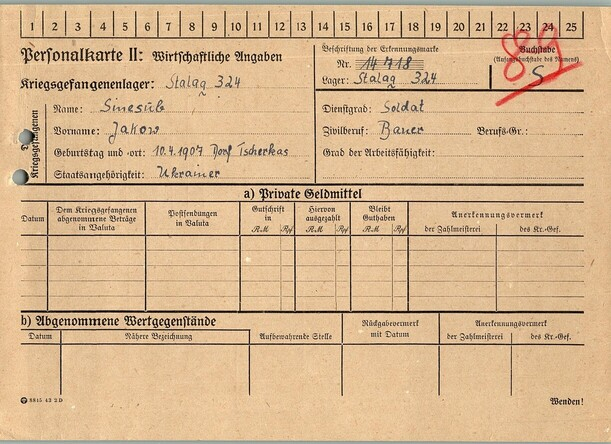 1 2 3 4 5 6 7 8 9 10 11 12 13 14 15 16 17 18 19 20 21 22 23 24 25
Personalkarte II: Wirtschaftliche Angaben
Kriegsgefangenenlager: Stalag 324
Beschriftung der Erkennungsmarke
Nr. 14718
Lager: Stalag 324
Buchstabe
(Anfangsbuchstabe des Namens)
S
Des Kriegsgefangenen
Name: Sinesüb
Vorname: Jakow
Geburtstag und -ort: 10.4.1907 Dorf Tscherkas
Staatsangehörigkeit: Ukrainer
Dienstgrad: Soldat
Zivilberuf: Bauer Berufs-Gr.:
Grad der Arbeitsfähigkeit:
a) Private Geldmittel
Datum
Dem Kriegsgefangenen abgenommene Beträge in Valuta
Postsendungen in Valuta
Gutschrift in
RM Rpf
Hiervon ausgezahlt
RM Rpf
Bleibt Guthaben
RM Rpf
Anerkennungsvermerk
der Zahlmeisterei des Kr.-Gef.
b) Abgenommene Wertgegenstände
Datum Nähere Bezeichnung Aufbewahrende Stelle
Rückgabevermerk mit Datum
Anerkennungsvermerk
der Zahlmeisterei des Kr.-Gef.
8815 42 2 D
Wenden!